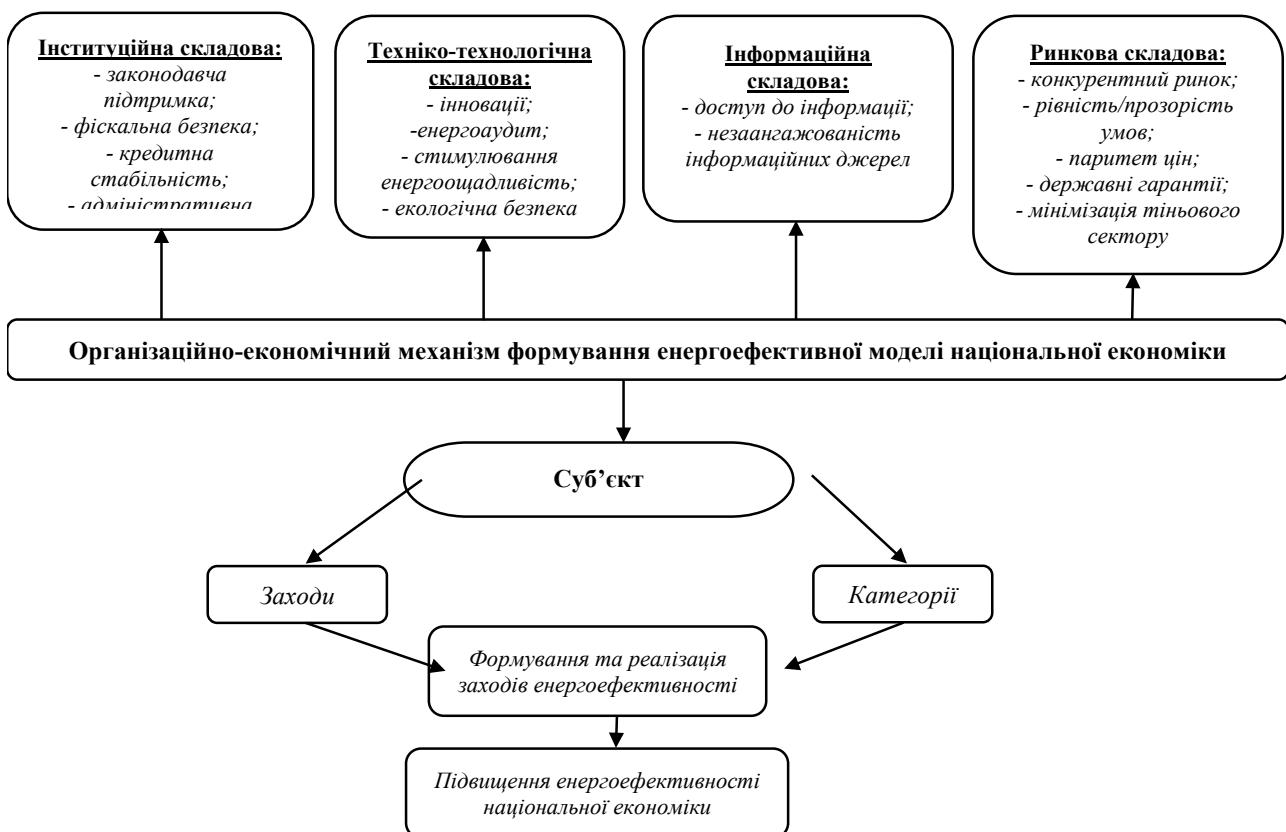 Інституційна складова:
- законодавча
підтримка;
- фіскальна безпека;
- кредитна
стабільність;
- адміністративна
Техніко-технологічна
складова:
- інновації;
-енергоаудит;
- стимулювання
енергоощадливість;
- екологічна безпека
Інформаційна
складова:
- доступ до інформації;
- незаангажованість
інформаційних джерел
Ринкова складова:
- конкурентний ринок;
- рівність/прозорість
умов;
- паритет цін;
- державні гарантії;
- мінімізація тіньового
сектору
Організаційно-економічний механізм формування енергоефективної моделі національної економіки
Суб’єкт
Заходи
Категорії
Формування та реалізація
заходів енергоефективності
Підвищення енергоефективності
національної економіки